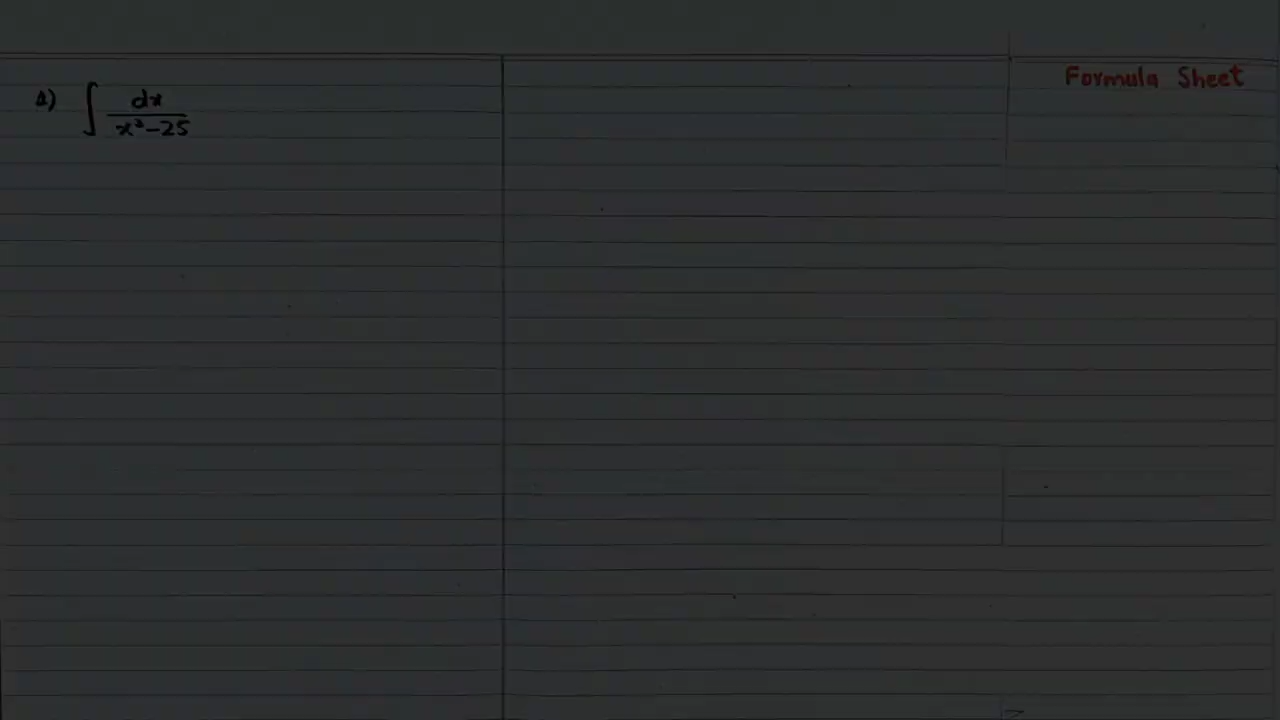 Formula Sheet
1) ∫ dx / (x² − 25)